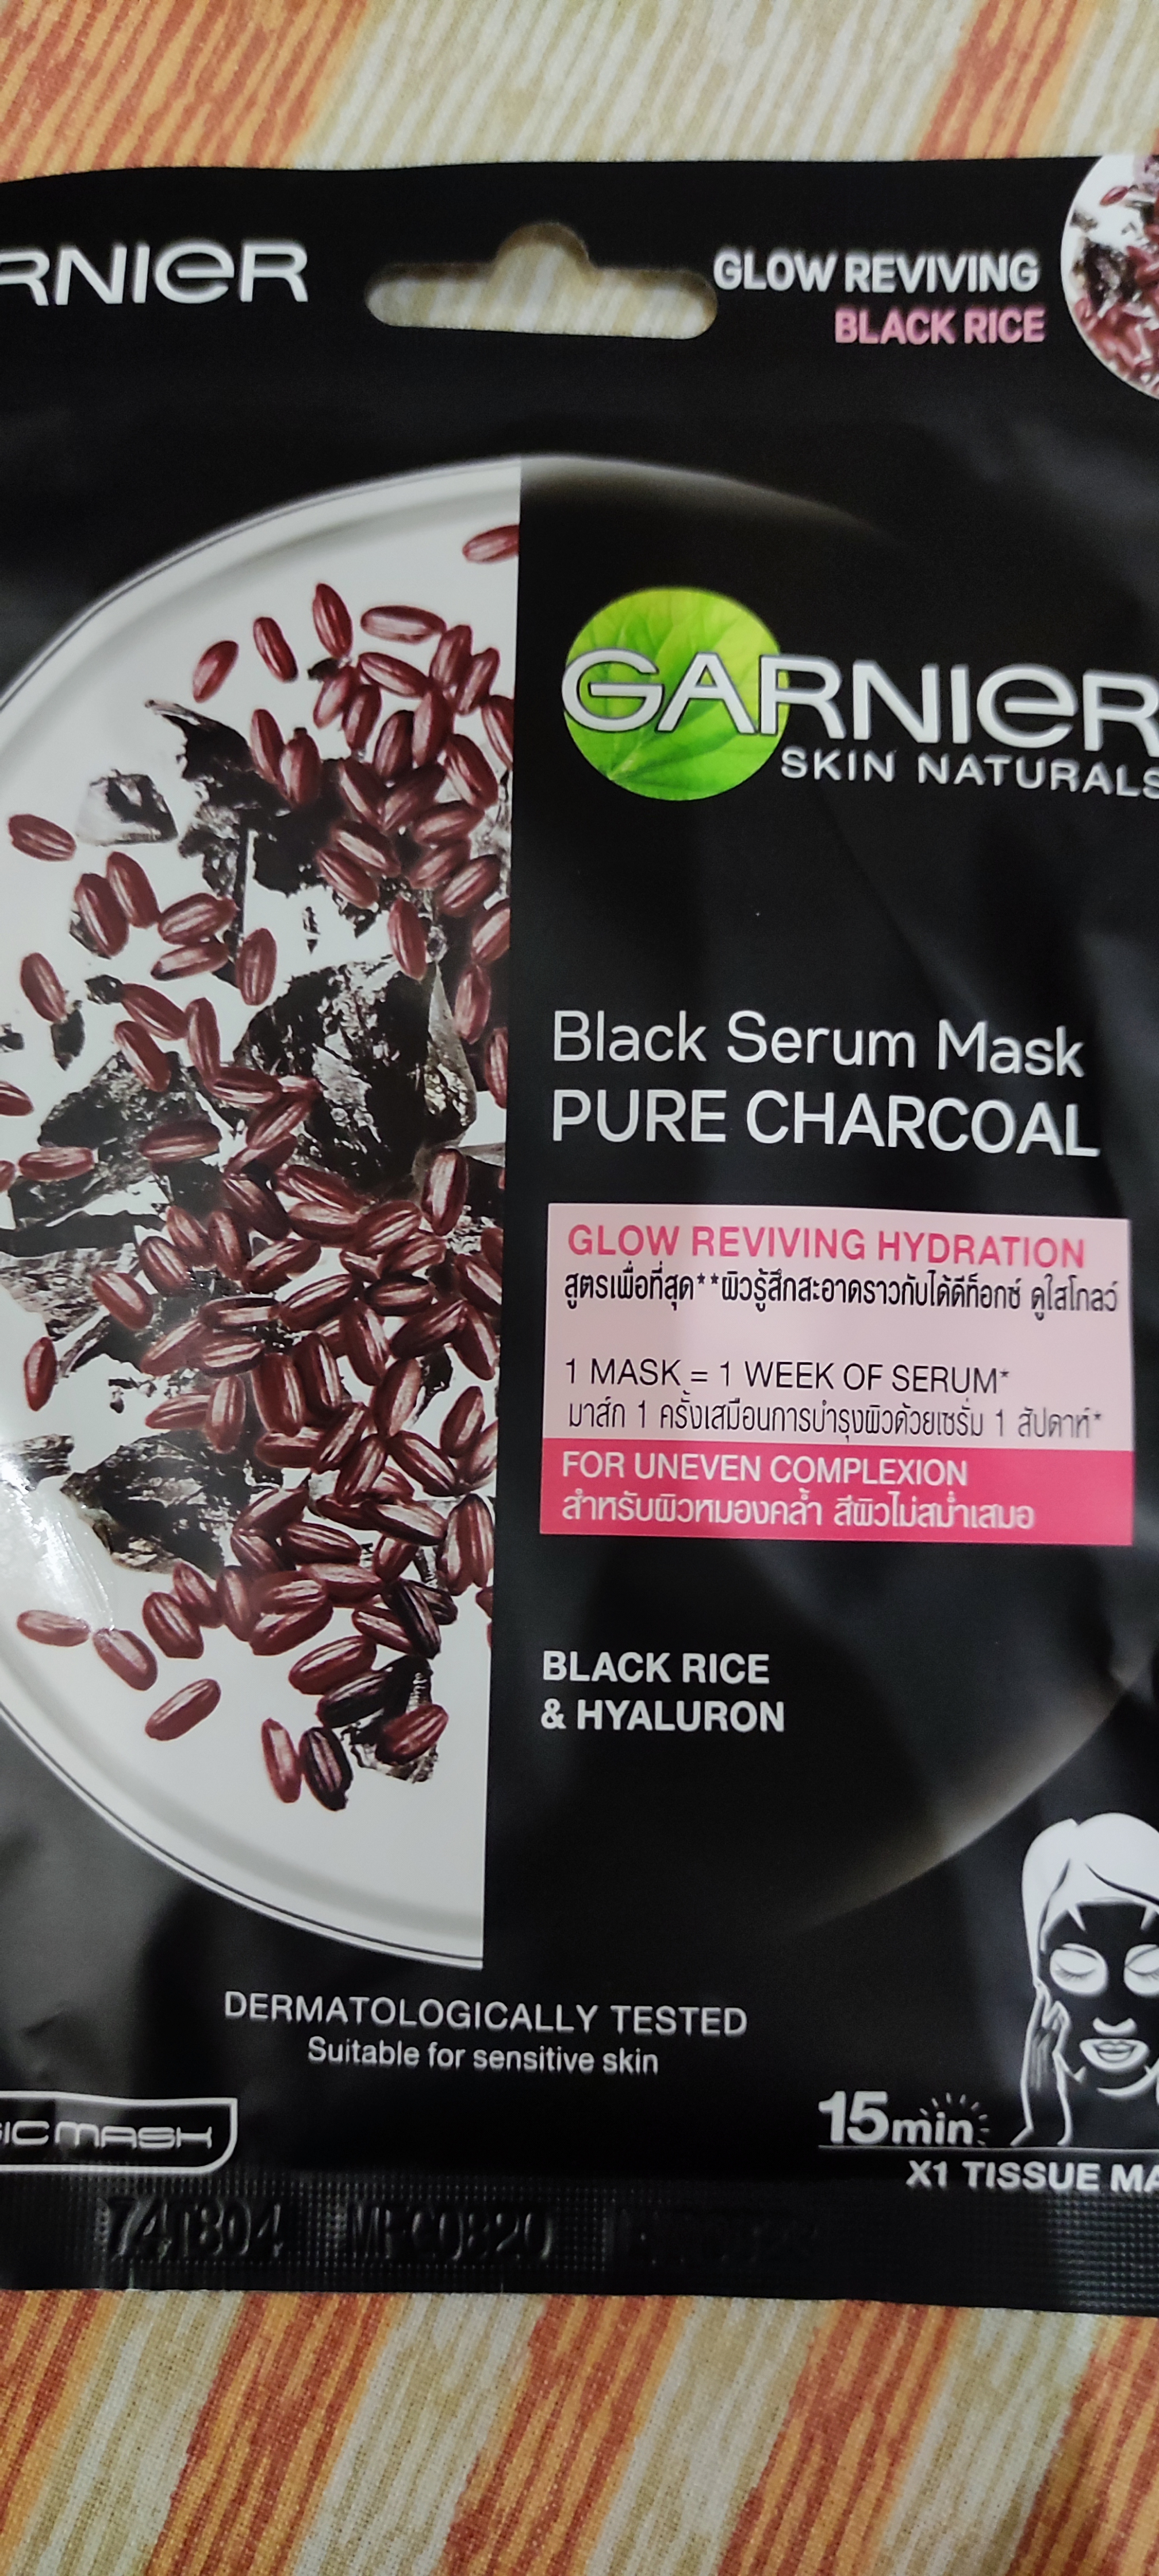 RNIER
GLOW REVIVING
BLACK RICE
GARNIER
SKIN NATURALS
Black Serum Mask
PURE CHARCOAL
GLOW REVIVING HYDRATION
สูตรเพื่อที่สุด**ผิวรู้สึกสะอาดราวกับได้ดีท็อกซ์ ดูใสโกลว์
1 MASK = 1 WEEK OF SERUM*
มาส์ก 1 ครั้งเสมือนการบำรุงผิวด้วยเซรั่ม 1 สัปดาห์*
FOR UNEVEN COMPLEXION
สำหรับผิวหมองคล้ำ สีผิวไม่สม่ำเสมอ
BLACK RICE
& HYALURON
DERMATOLOGICALLY TESTED
Suitable for sensitive skin
GIC MASK
15min
X1 TISSUE MA
74T804